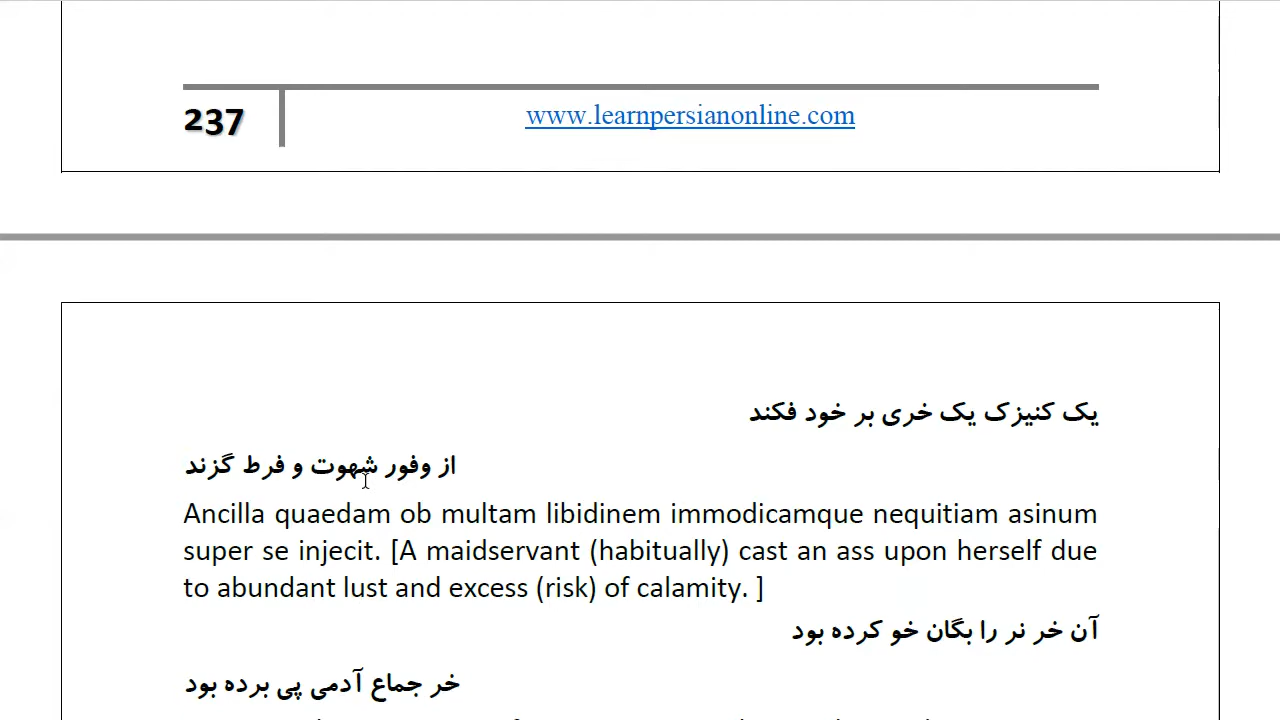 237
www.learnpersianonline.com
یک کنیزک یک خری بر خود فکند
از وفور شهوت و فرط گزند
Ancilla quaedam ob multam libidinem immodicamque nequitiam asinum
super se injecit. [A maidservant (habitually) cast an ass upon herself due
to abundant lust and excess (risk) of calamity. ]
آن خر نر را بگان خو کرده بود
خر جماع آدمی پی برده بود